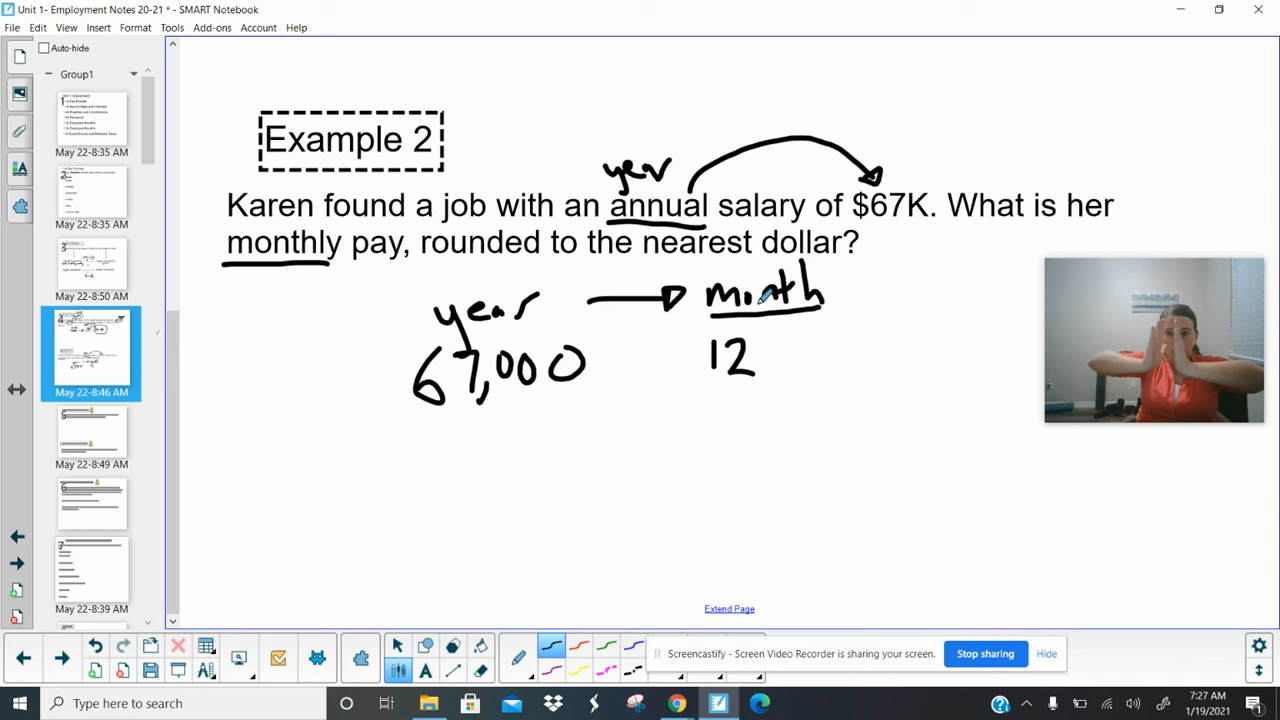 Unit 1- Employment Notes 20-21 * - SMART Notebook
File Edit View Insert Format Tools Add-ons Account Help
Auto-hide
Group1
May 22-8:35 AM
May 22-8:35 AM
May 22-8:50 AM
May 22-8:46 AM
May 22-8:49 AM
May 22-8:39 AM
Example 2
year
Karen found a job with an annual salary of $67K. What is her
monthly pay, rounded to the nearest dollar?
year month
67,000 12
Extend Page
Screencastify - Screen Video Recorder is sharing your screen. Stop sharing Hide
Type here to search
7:27 AM
1/19/2021